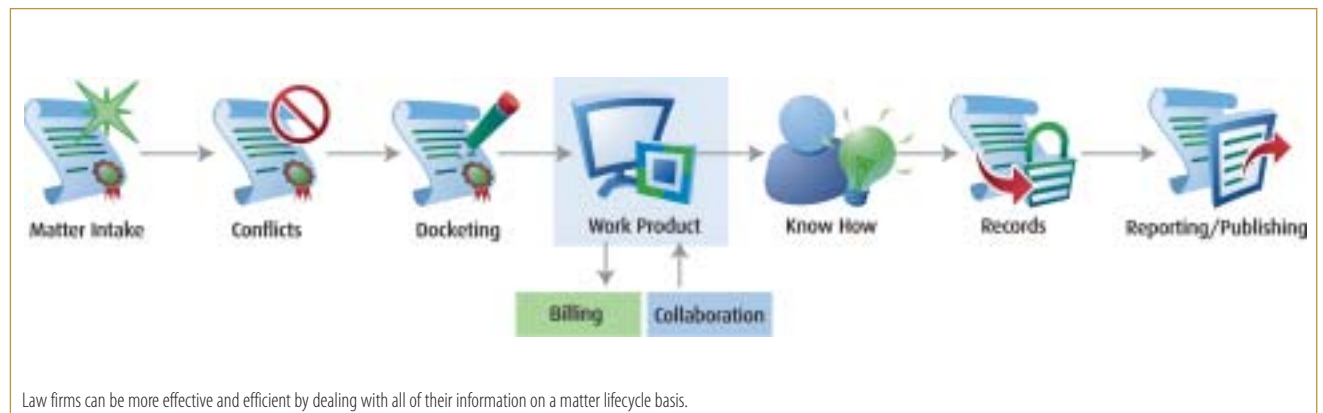 Matter Intake
Conflicts
Docketing
Work Product
Know How
Records
Reporting/Publishing
Billing
Collaboration
Law firms can be more effective and efficient by dealing with all of their information on a matter lifecycle basis.